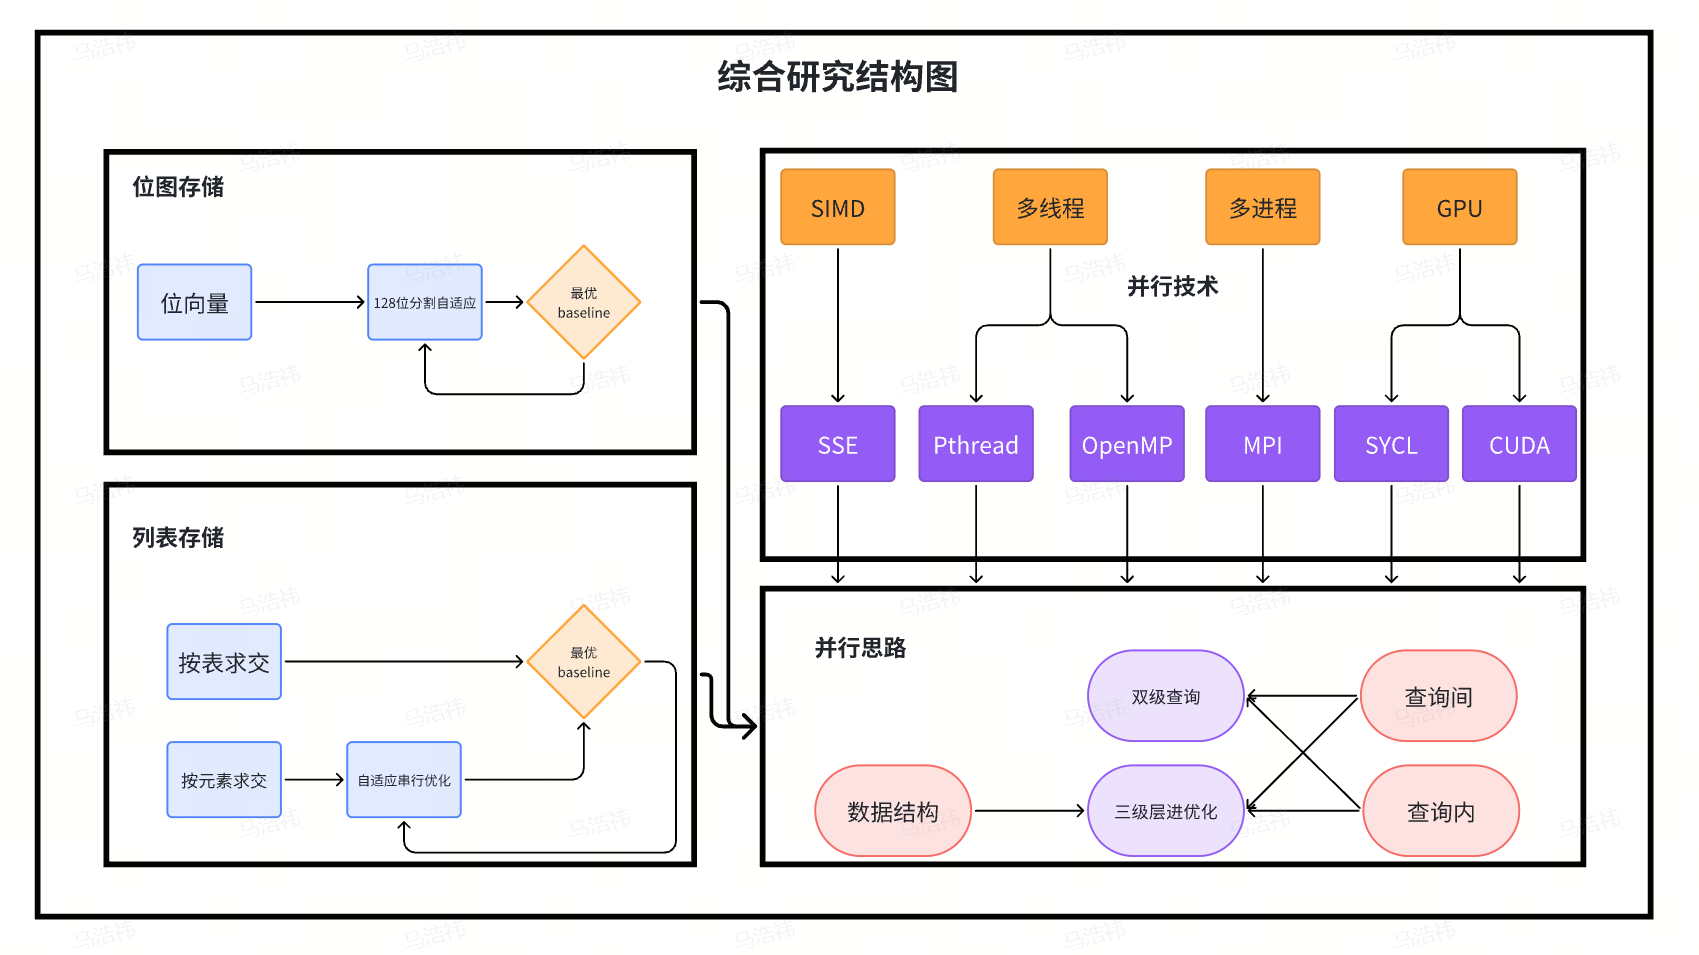 综合研究结构图
位图存储
位向量
128位分割自适应
最优
baseline
列表存储
按表求交
最优
baseline
按元素求交
自适应串行优化
SIMD
多线程
多进程
GPU
并行技术
SSE
Pthread
OpenMP
MPI
SYCL
CUDA
并行思路
双级查询
查询间
数据结构
三级层进优化
查询内
马浩祎